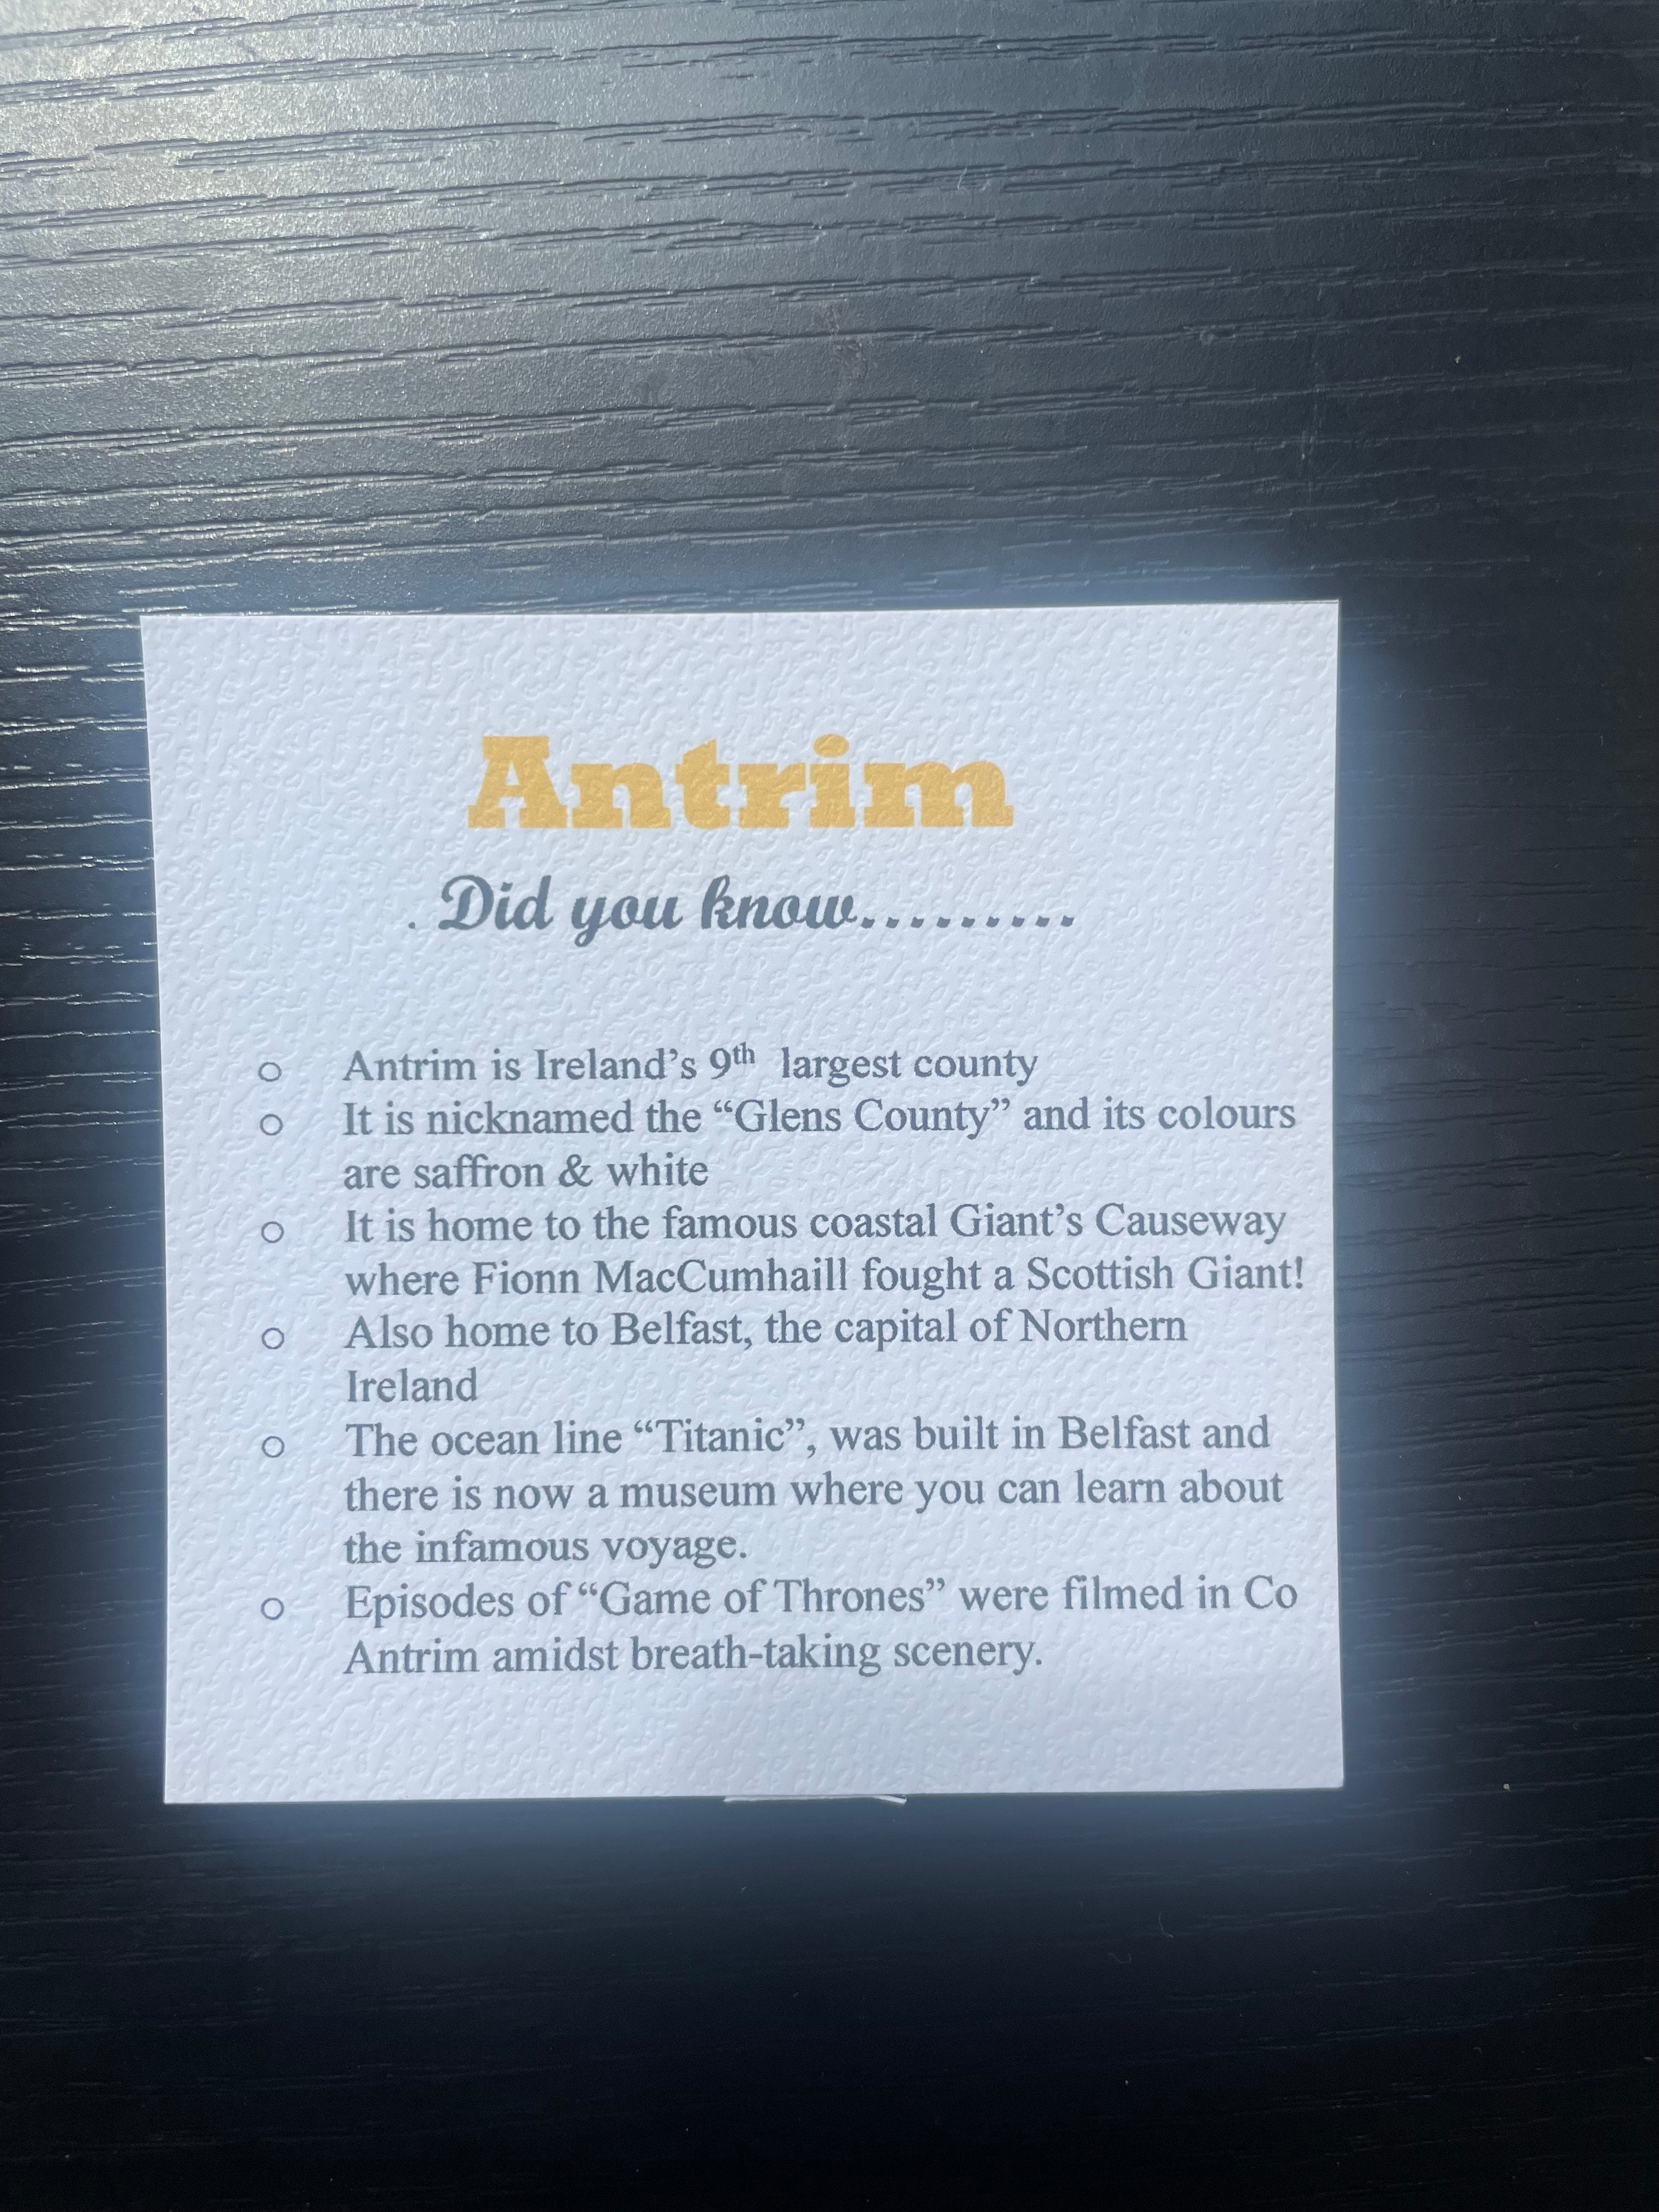 Antrim
. Did you know.........
○ Antrim is Ireland’s 9th largest county
○ It is nicknamed the “Glens County” and its colours
are saffron & white
○ It is home to the famous coastal Giant’s Causeway
where Fionn MacCumhaill fought a Scottish Giant!
○ Also home to Belfast, the capital of Northern
Ireland
○ The ocean line “Titanic”, was built in Belfast and
there is now a museum where you can learn about
the infamous voyage.
○ Episodes of “Game of Thrones” were filmed in Co
Antrim amidst breath-taking scenery.